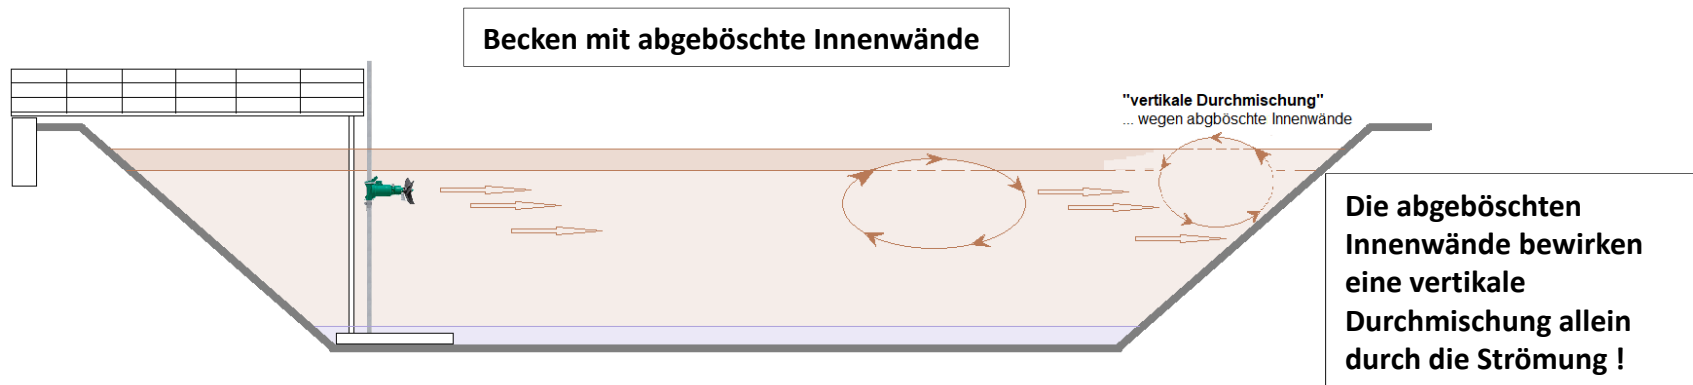 Becken mit abgeböschte Innenwände
"vertikale Durchmischung"
... wegen abgböschte Innenwände
Die abgeböschten
Innenwände bewirken
eine vertikale
Durchmischung allein
durch die Strömung !